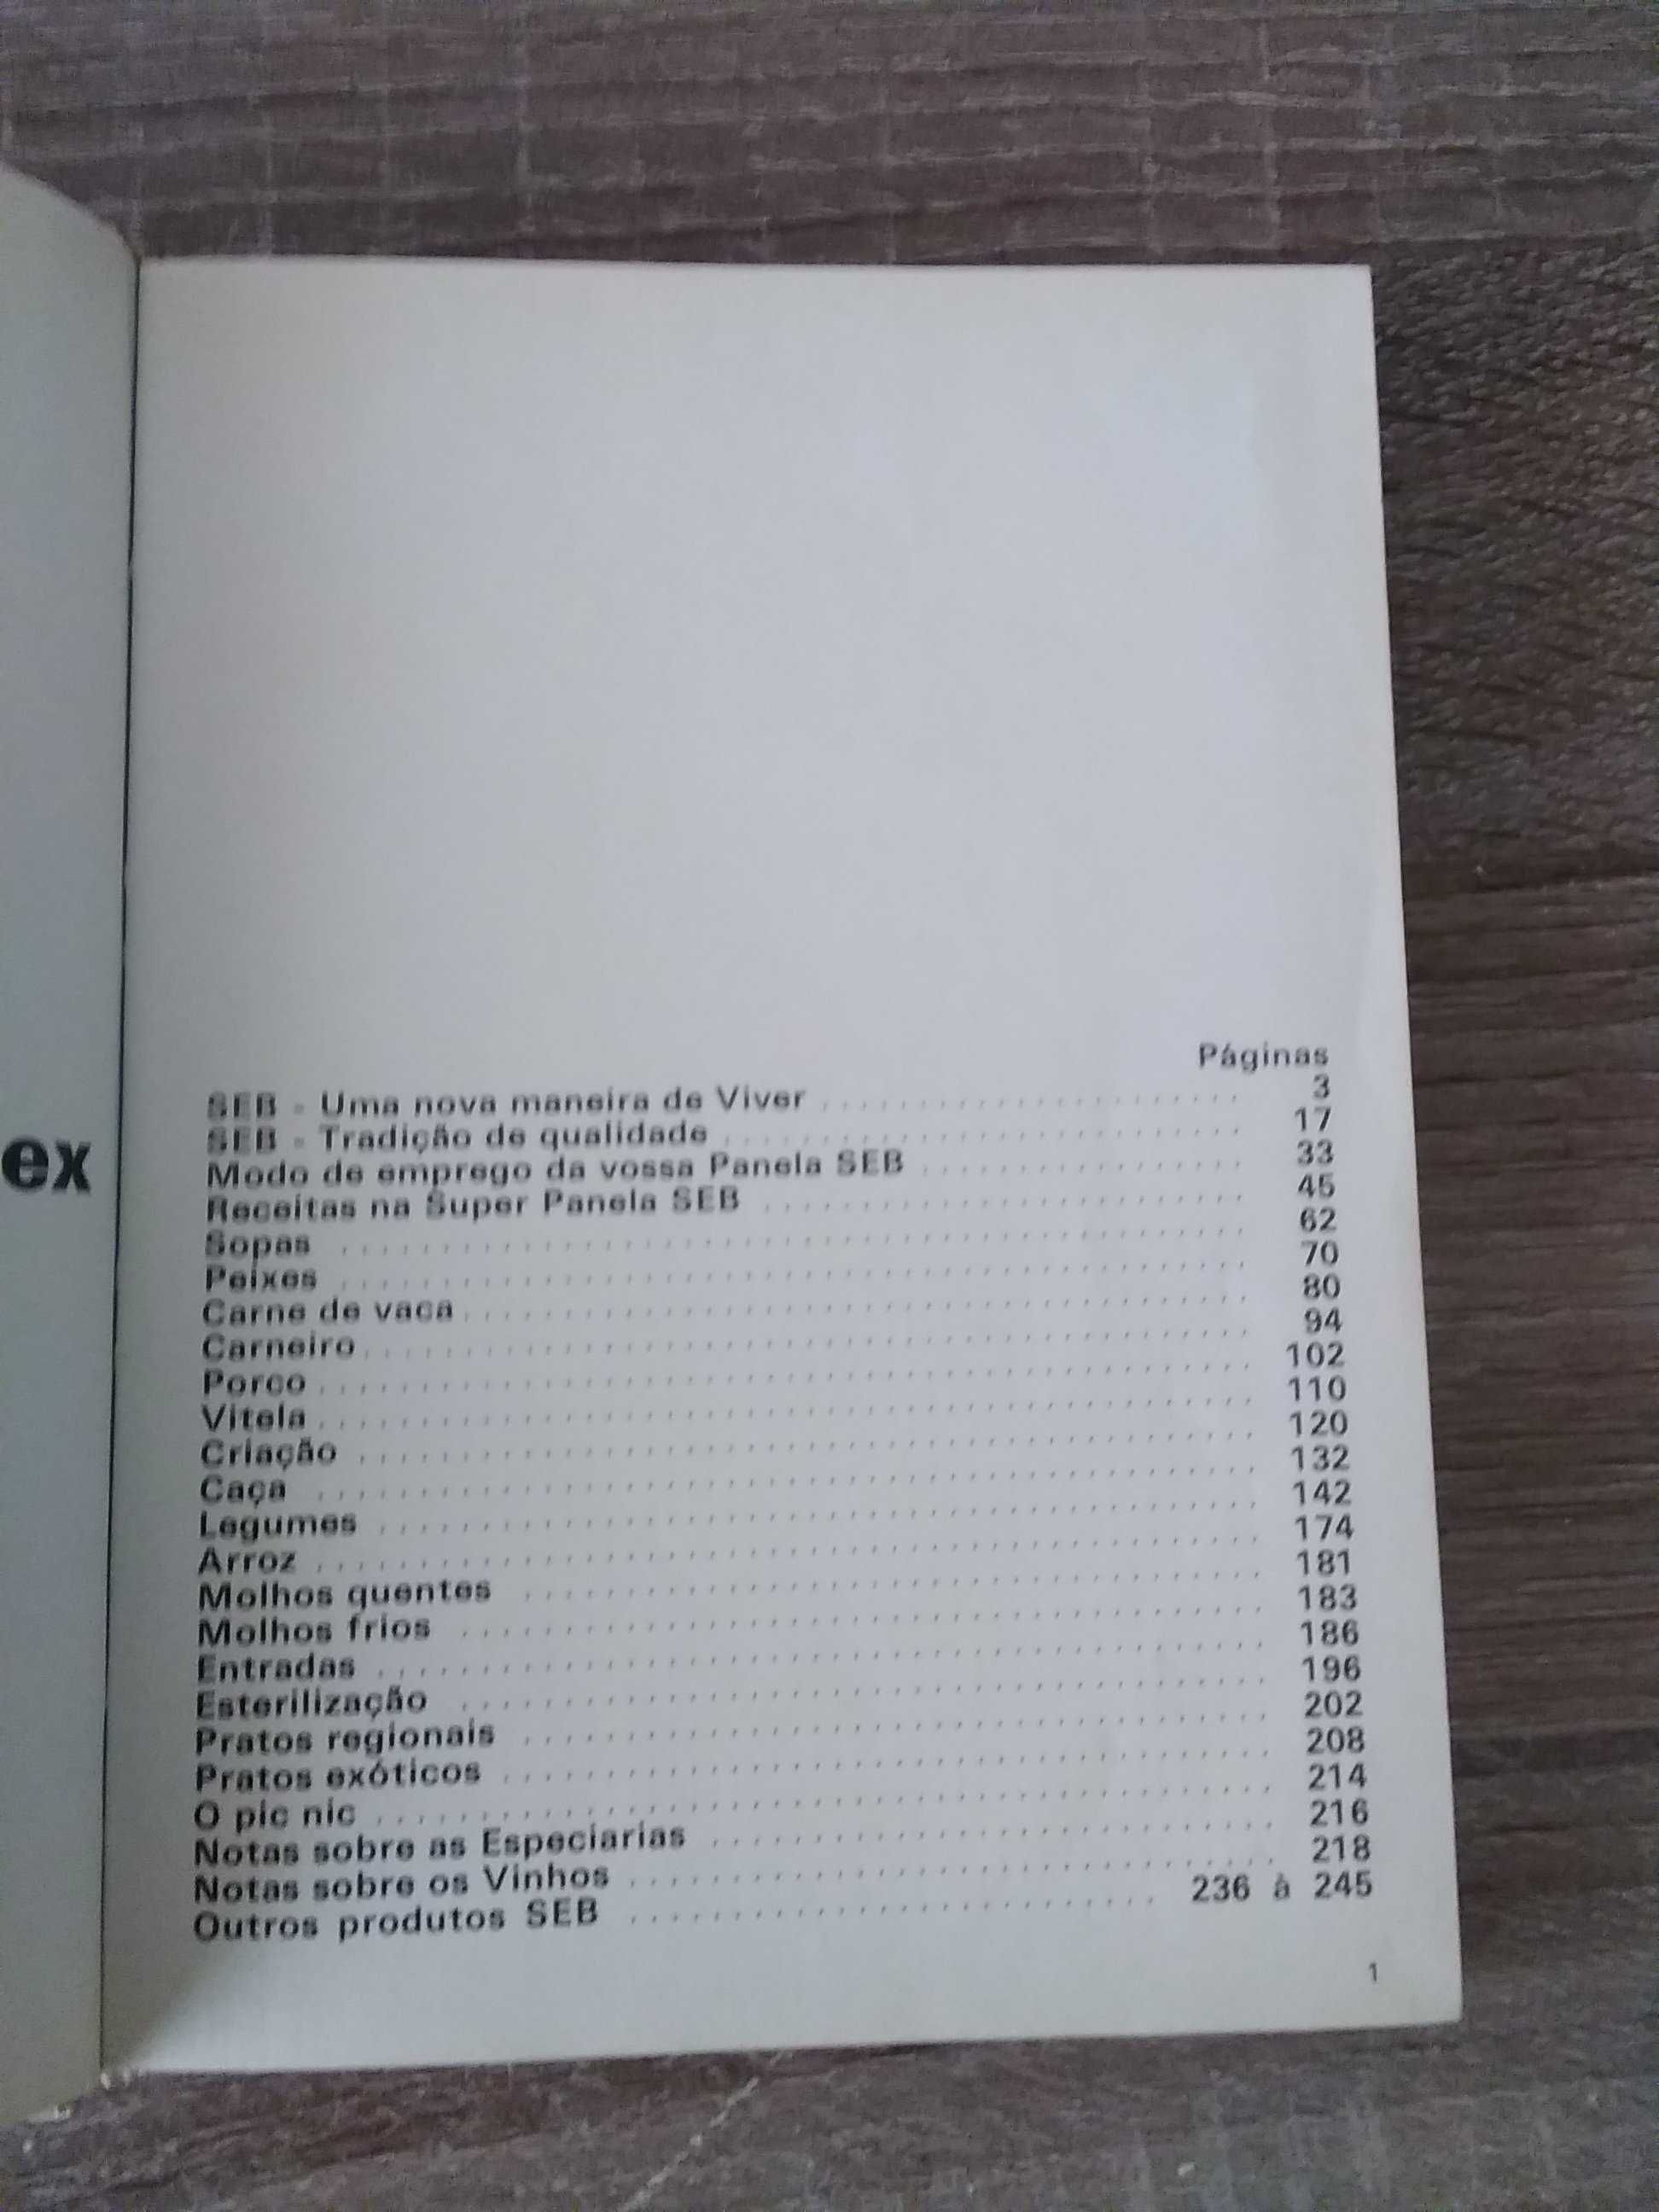 ex
Páginas
SEB - Uma nova maneira de Viver . . . . . . . . . . . . . . . . . . . . . 3
SEB - Tradição de qualidade . . . . . . . . . . . . . . . . . . . . . . . . . . 17
Modo de emprego da vossa Panela SEB . . . . . . . . . . . . . . . . 33
Receitas na Super Panela SEB . . . . . . . . . . . . . . . . . . . . . . . . 45
Sopas . . . . . . . . . . . . . . . . . . . . . . . . . . . . . . . . . . . . . . . . . . . 62
Peixes . . . . . . . . . . . . . . . . . . . . . . . . . . . . . . . . . . . . . . . . . . . 70
Carne de vaca . . . . . . . . . . . . . . . . . . . . . . . . . . . . . . . . . . . . . 80
Carneiro . . . . . . . . . . . . . . . . . . . . . . . . . . . . . . . . . . . . . . . . . . 94
Porco . . . . . . . . . . . . . . . . . . . . . . . . . . . . . . . . . . . . . . . . . . . . 102
Vitela . . . . . . . . . . . . . . . . . . . . . . . . . . . . . . . . . . . . . . . . . . . . 110
Criação . . . . . . . . . . . . . . . . . . . . . . . . . . . . . . . . . . . . . . . . . . 120
Caça . . . . . . . . . . . . . . . . . . . . . . . . . . . . . . . . . . . . . . . . . . . . 132
Legumes . . . . . . . . . . . . . . . . . . . . . . . . . . . . . . . . . . . . . . . . . 142
Arroz . . . . . . . . . . . . . . . . . . . . . . . . . . . . . . . . . . . . . . . . . . . . 174
Molhos quentes . . . . . . . . . . . . . . . . . . . . . . . . . . . . . . . . . . . 181
Molhos frios . . . . . . . . . . . . . . . . . . . . . . . . . . . . . . . . . . . . . . 183
Entradas . . . . . . . . . . . . . . . . . . . . . . . . . . . . . . . . . . . . . . . . . 186
Esterilização . . . . . . . . . . . . . . . . . . . . . . . . . . . . . . . . . . . . . . 196
Pratos regionais . . . . . . . . . . . . . . . . . . . . . . . . . . . . . . . . . . . 202
Pratos exóticos . . . . . . . . . . . . . . . . . . . . . . . . . . . . . . . . . . . . 208
O pic nic . . . . . . . . . . . . . . . . . . . . . . . . . . . . . . . . . . . . . . . . . 214
Notas sobre as Especiarias . . . . . . . . . . . . . . . . . . . . . . . . . . . 216
Notas sobre os Vinhos . . . . . . . . . . . . . . . . . . . . . . . . . . . . . . 218
Outros produtos SEB . . . . . . . . . . . . . . . . . . . . . . . . . . 236 à 245
1